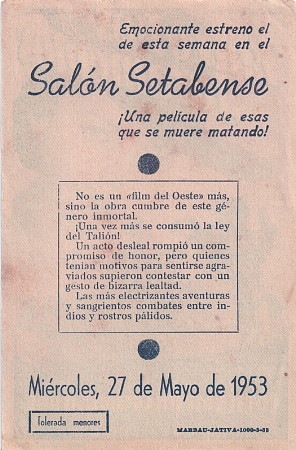 Emocionante estreno el
de esta semana en el
Salón Setabense
¡Una película de esas
que se muere matando!
No es un «film del Oeste» más,
sino la obra cumbre de este gé-
nero inmortal.
¡Una vez más se consumó la ley
del Talión!
Un acto desleal rompió un com-
promiso de honor, pero quienes
tenían motivos para sentirse agra-
viados supieron contestar con un
gesto de bizarra lealtad.
Las más electrizantes aventuras
y sangrientos combates entre in-
dios y rostros pálidos.
Miércoles, 27 de Mayo de 1953
Tolerada menores
MARBAU-JATIVA-1000-5-53